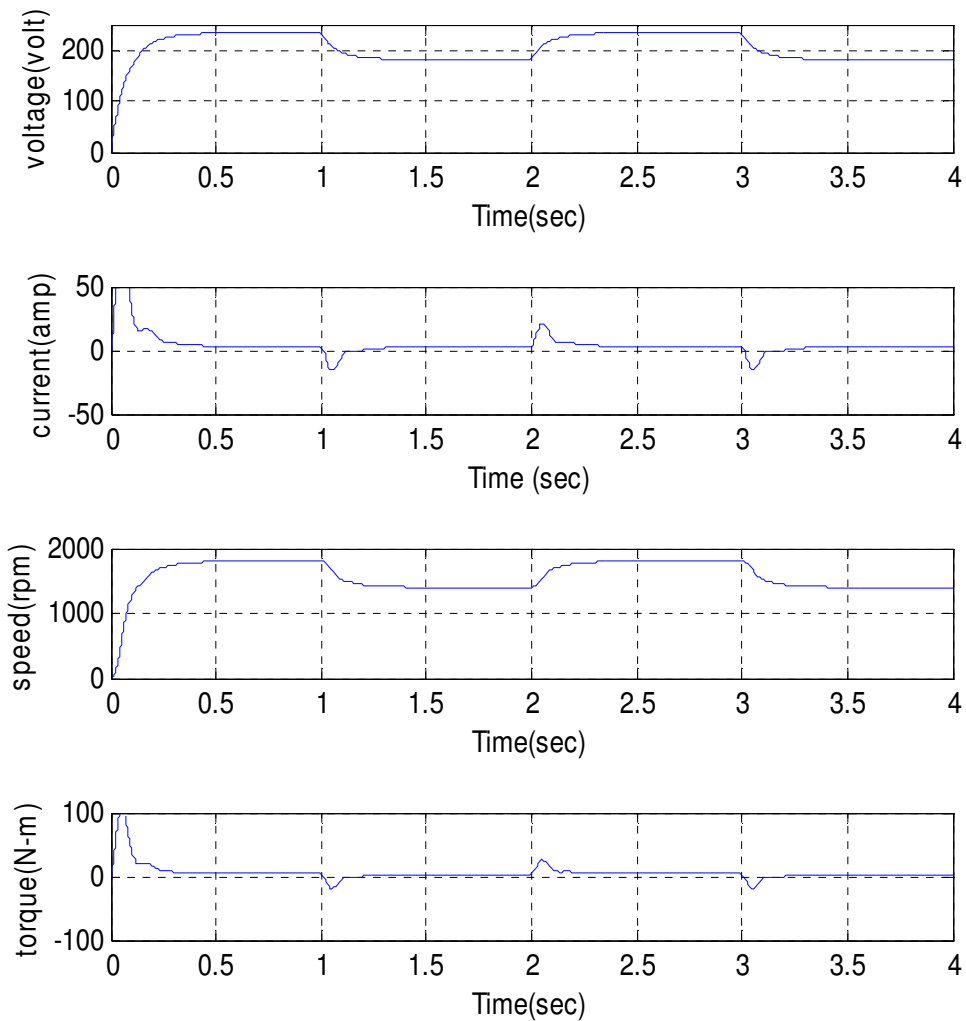 voltage(volt)
200
100
0
0 0.5 1 1.5 2 2.5 3 3.5 4
Time(sec)
current(amp)
50
0
-50
0 0.5 1 1.5 2 2.5 3 3.5 4
Time (sec)
speed(rpm)
2000
1000
0
0 0.5 1 1.5 2 2.5 3 3.5 4
Time(sec)
torque(N-m)
100
0
-100
0 0.5 1 1.5 2 2.5 3 3.5 4
Time(sec)